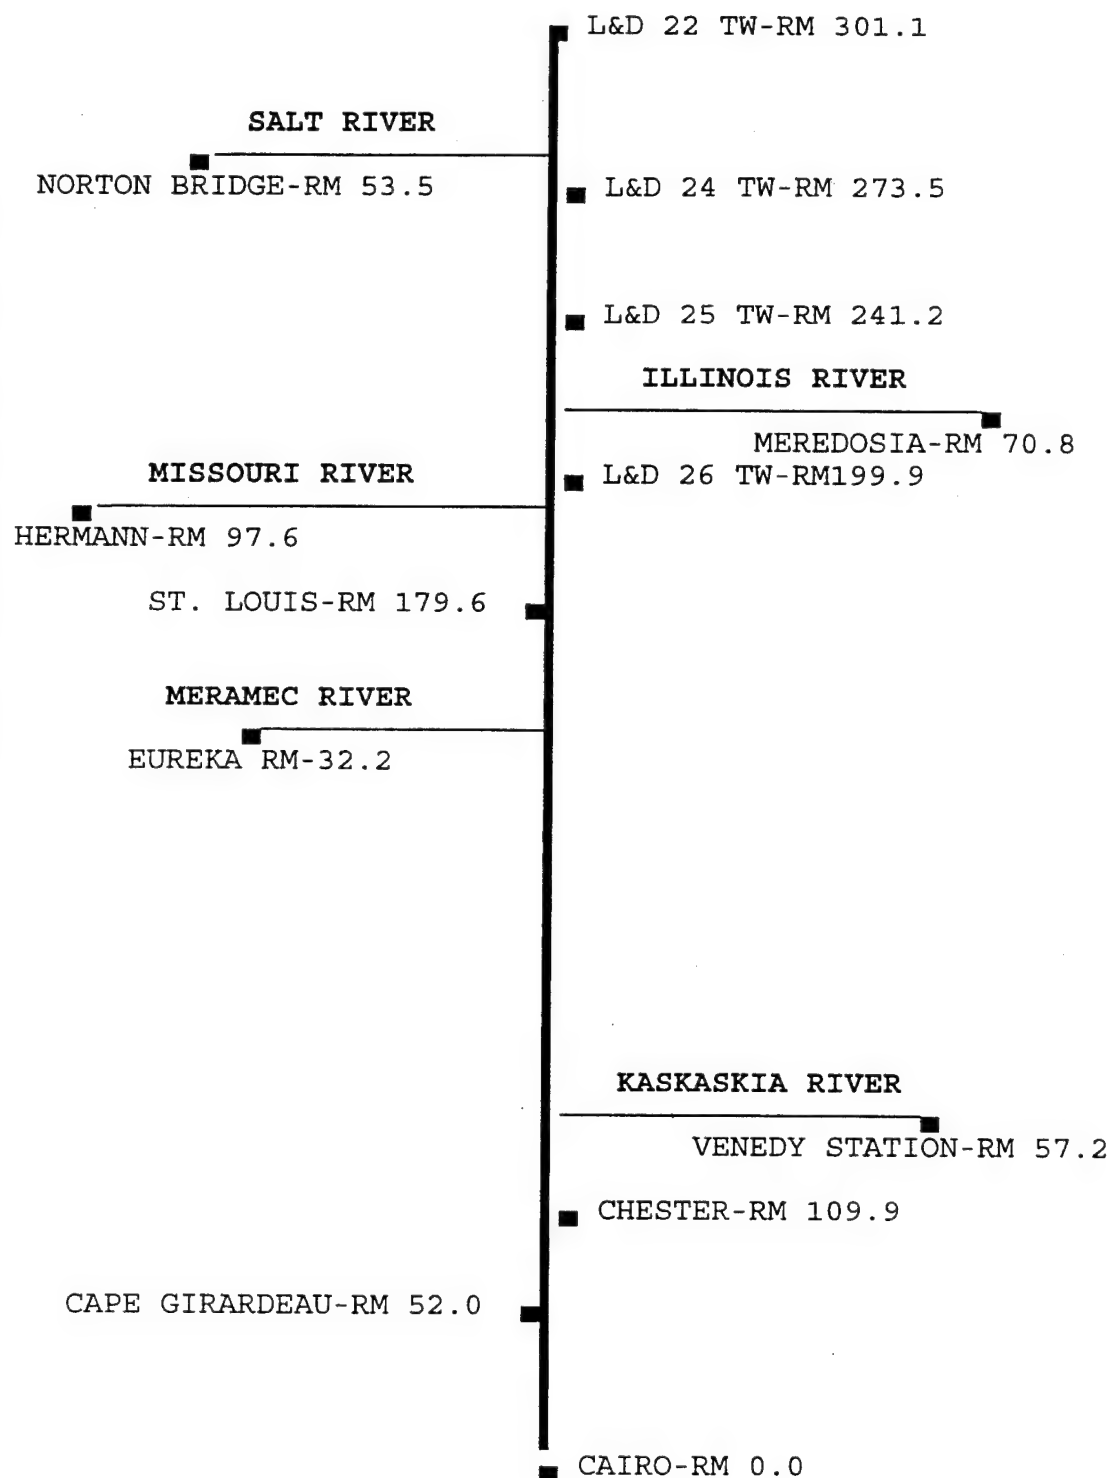 L&D 22 TW-RM 301.1
SALT RIVER
NORTON BRIDGE-RM 53.5
L&D 24 TW-RM 273.5
L&D 25 TW-RM 241.2
ILLINOIS RIVER
MEREDOSIA-RM 70.8
MISSOURI RIVER
L&D 26 TW-RM199.9
HERMANN-RM 97.6
ST. LOUIS-RM 179.6
MERAMEC RIVER
EUREKA RM-32.2
KASKASKIA RIVER
VENEDY STATION-RM 57.2
CHESTER-RM 109.9
CAPE GIRARDEAU-RM 52.0
CAIRO-RM 0.0